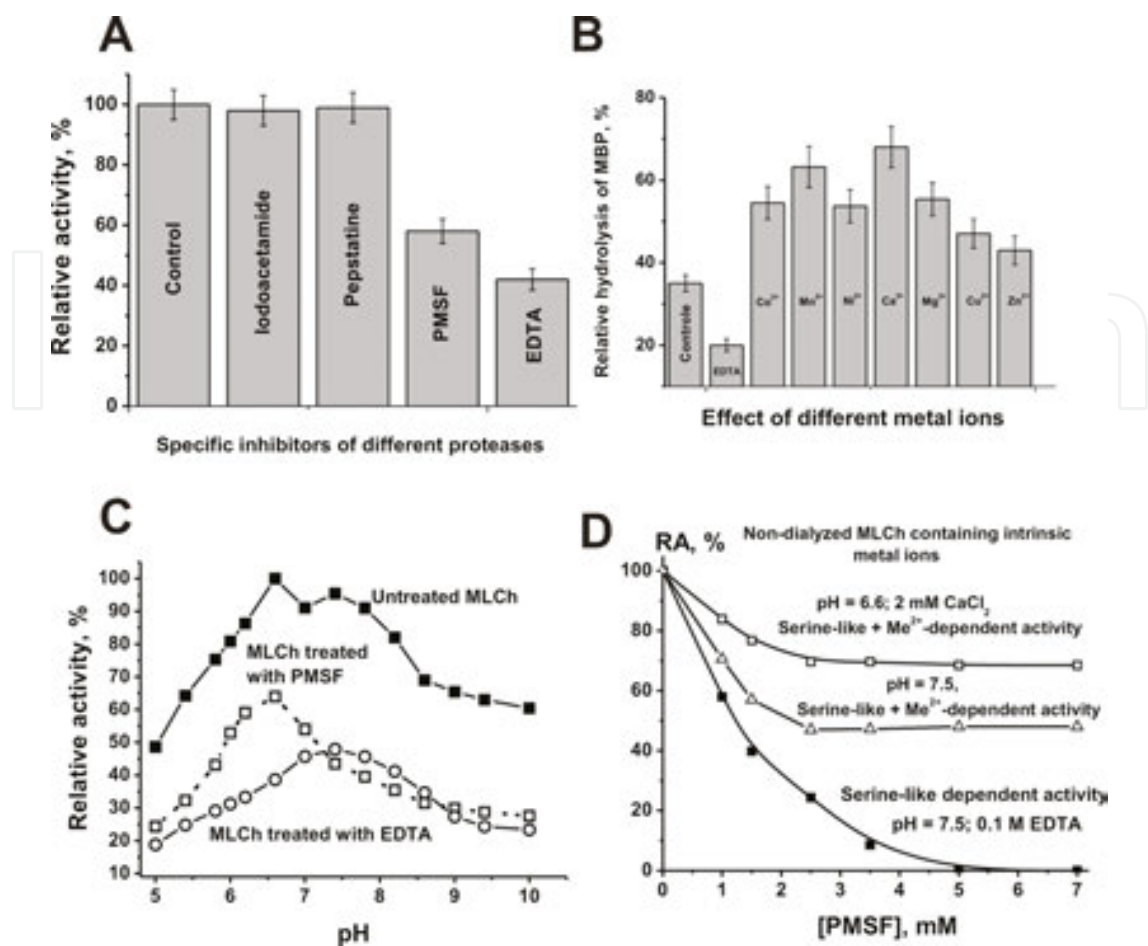 A
Relative activity, %
100
80
60
40
20
0
Control
Iodoacetamide
Pepstatine
PMSF
EDTA
Specific inhibitors of different proteases
B
Relative hydrolysis of MBP, %
80
60
40
20
Controle
EDTA
Mn²⁺
Ni²⁺
Ca²⁺
Mg²⁺
Zn²⁺
Effect of different metal ions
C
Relative activity, %
100
90
80
70
60
50
40
30
20
10
Untreated MLCh
MLCh treated
with PMSF
MLCh treated with EDTA
5 6 7 8 9 10
pH
D
RA, %
Non-dialyzed MLCh containing intrinsic
metal ions
100
80
60
40
20
0
pH = 6.6; 2 mM CaCl₂
Serine-like + Me²⁺-dependent activity
pH = 7.5,
Serine-like + Me²⁺-dependent activity
Serine-like dependent activity
pH = 7.5; 0.1 M EDTA
0 1 2 3 4 5 6 7
[PMSF], mM